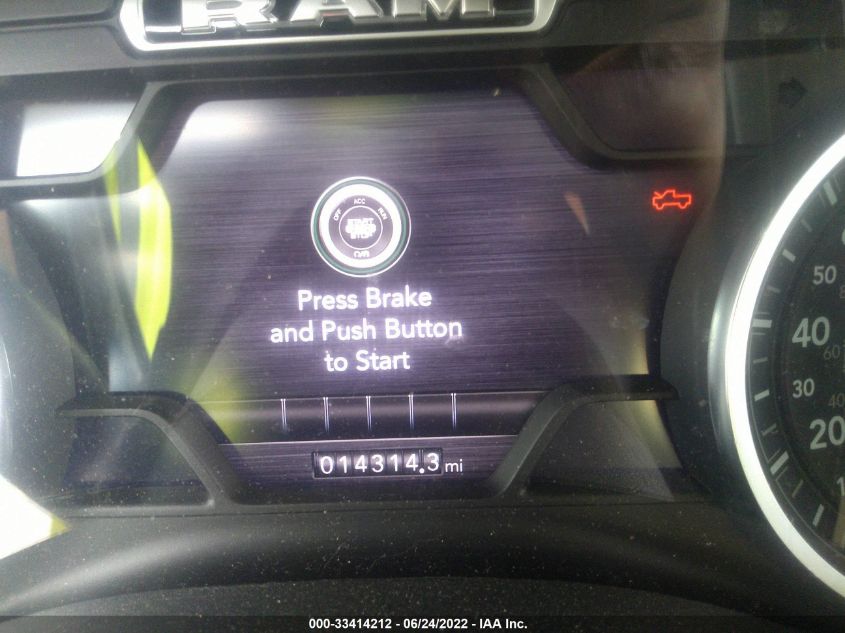 RAM
OFF
ACC
RUN
START
STOP
Press Brake
and Push Button
to Start
014314.3 mi
50
40
30
20
000-33414212 - 06/24/2022 - IAA Inc.